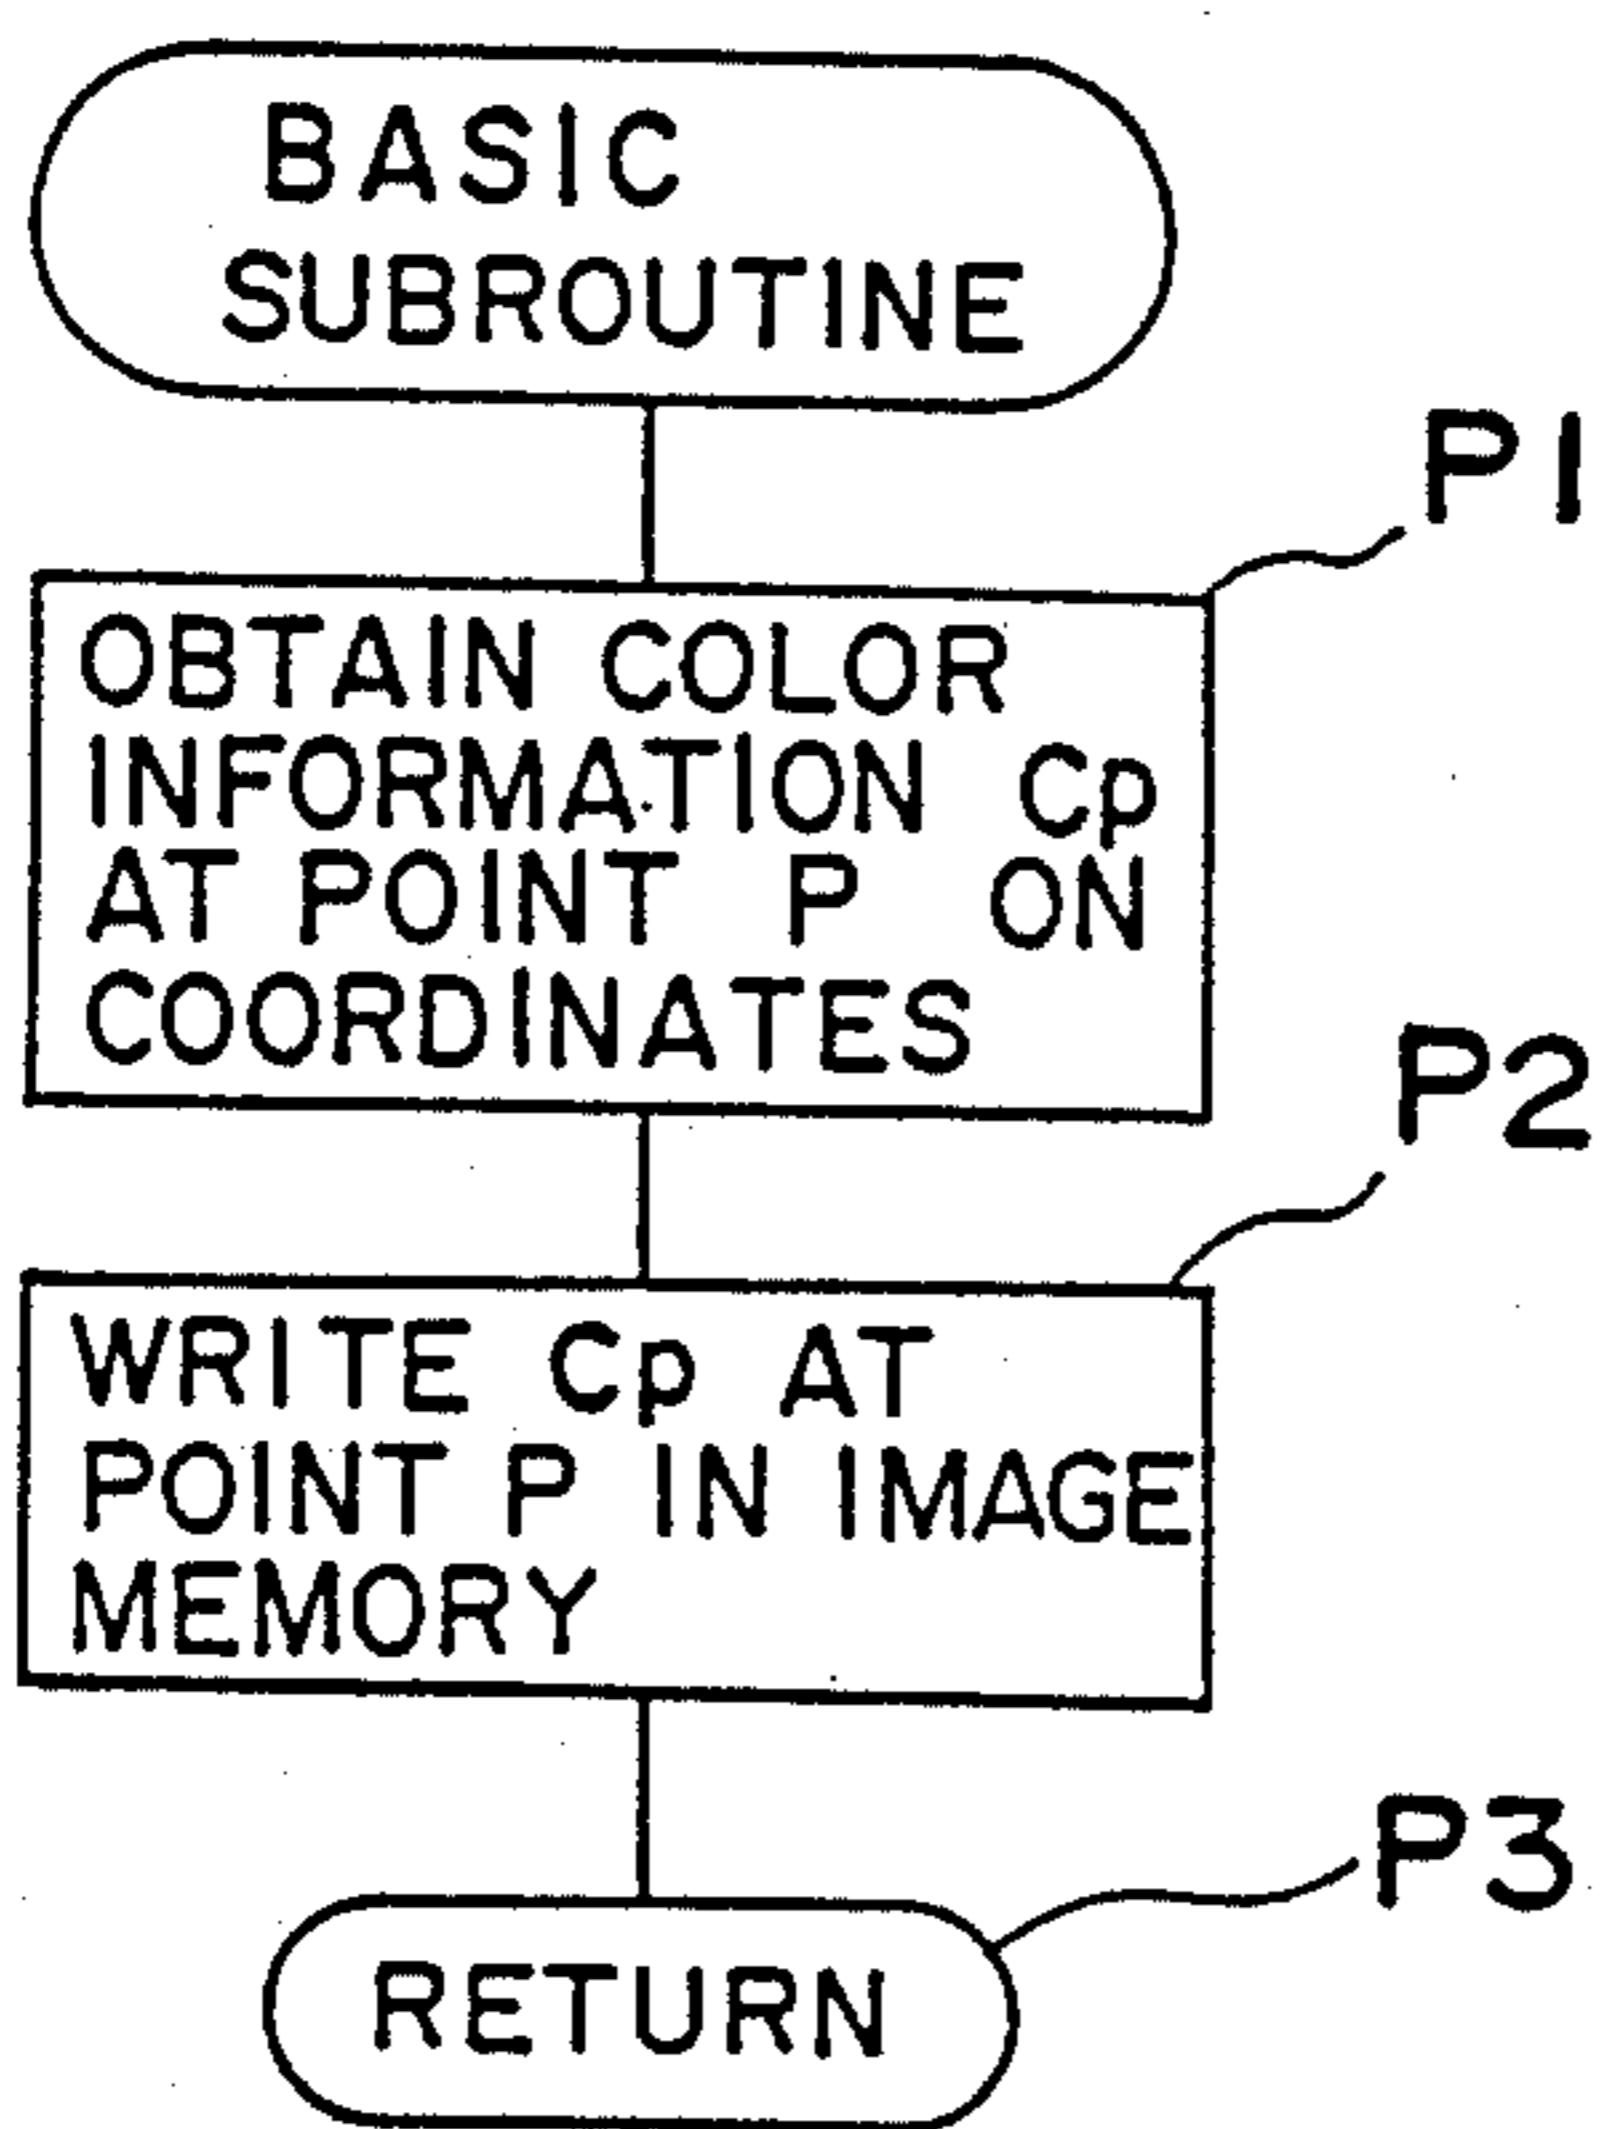 BASIC
SUBROUTINE
P1
OBTAIN COLOR
INFORMATION Cp
AT POINT P ON
COORDINATES
P2
WRITE Cp AT
POINT P IN IMAGE
MEMORY
P3
RETURN